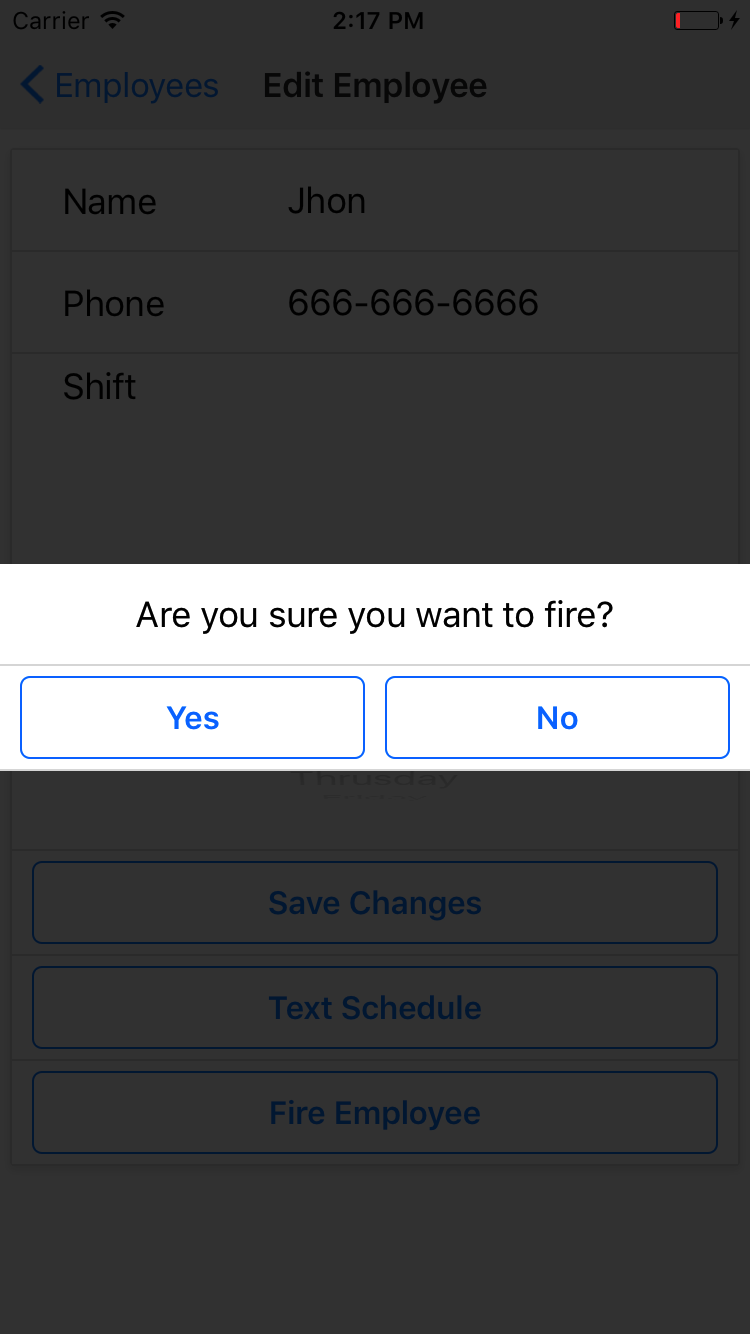 Carrier 2:17 PM
Employees Edit Employee
Name Jhon
Phone 666-666-6666
Shift
Are you sure you want to fire?
Yes No
Thrusday
Save Changes
Text Schedule
Fire Employee